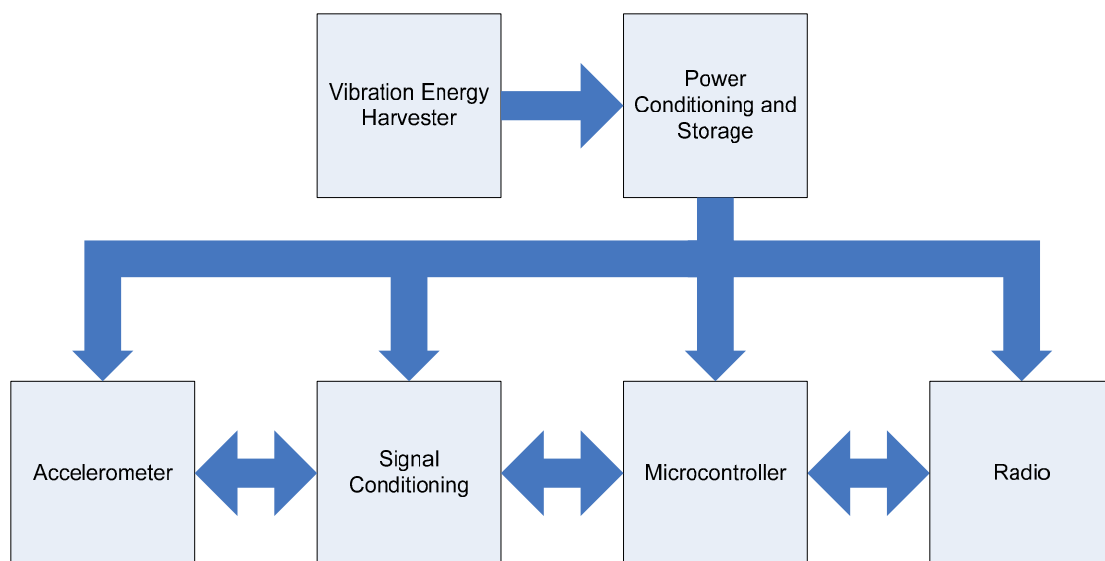 Vibration Energy
Harvester
Power
Conditioning and
Storage
Accelerometer
Signal
Conditioning
Microcontroller
Radio